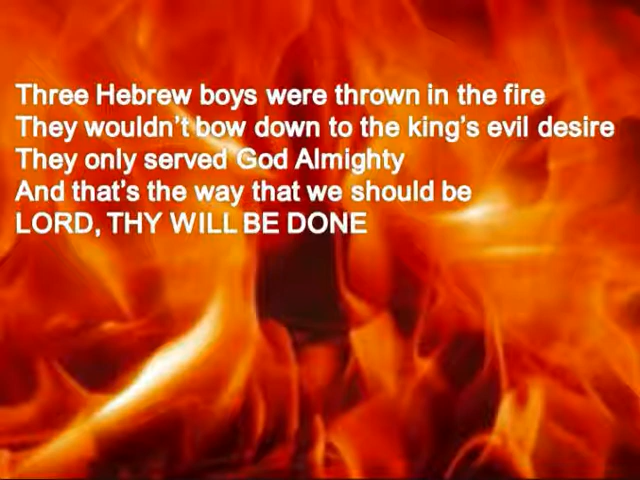 Three Hebrew boys were thrown in the fire
They wouldn’t bow down to the king’s evil desire
They only served God Almighty
And that’s the way that we should be
LORD, THY WILL BE DONE